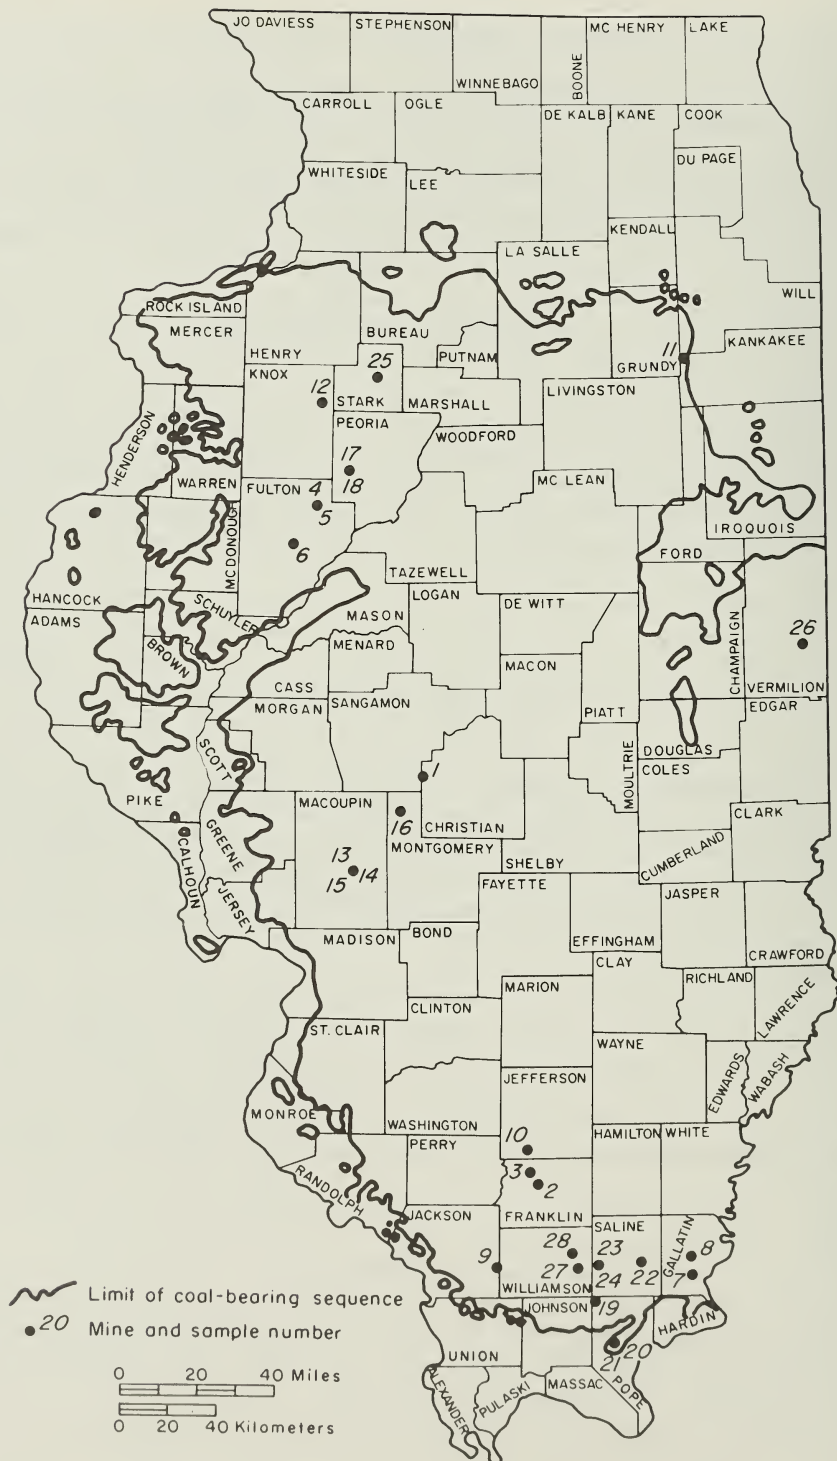 JO DAVIESS
STEPHENSON
WINNEBAGO
BOONE
MC HENRY
LAKE
CARROLL
OGLE
DE KALB
KANE
COOK
DU PAGE
WHITESIDE
LEE
KENDALL
LA SALLE
WILL
ROCK ISLAND
BUREAU
MERCER
HENRY
PUTNAM
GRUNDY
11
KANKAKEE
KNOX
12
25
STARK
MARSHALL
LIVINGSTON
HENDERSON
WARREN
PEORIA
17
18
WOODFORD
MC LEAN
FULTON
4
5
6
IROQUOIS
FORD
MCDONOUGH
HANCOCK
TAZEWELL
SCHUYLER
MASON
LOGAN
DE WITT
ADAMS
BROWN
MENARD
MACON
CHAMPAIGN
26
VERMILION
CASS
MORGAN
SANGAMON
PIATT
EDGAR
SCOTT
DOUGLAS
MOULTRIE
COLES
PIKE
1
MACOUPIN
16
CHRISTIAN
CLARK
GREENE
CALHOUN
13
15
14
MONTGOMERY
SHELBY
CUMBERLAND
JERSEY
FAYETTE
JASPER
MADISON
BOND
EFFINGHAM
CRAWFORD
CLAY
RICHLAND
LAWRENCE
MARION
CLINTON
ST. CLAIR
WAYNE
EDWARDS
WABASH
JEFFERSON
MONROE
WASHINGTON
10
HAMILTON
WHITE
PERRY
3
2
RANDOLPH
JACKSON
FRANKLIN
SALINE
GALLATIN
9
28
27
23
24
22
8
7
WILLIAMSON
JOHNSON
19
HARDIN
20
21
UNION
POPE
MASSAC
PULASKI
ALEXANDER
Limit of coal-bearing sequence
20 Mine and sample number
0 20 40 Miles
0 20 40 Kilometers